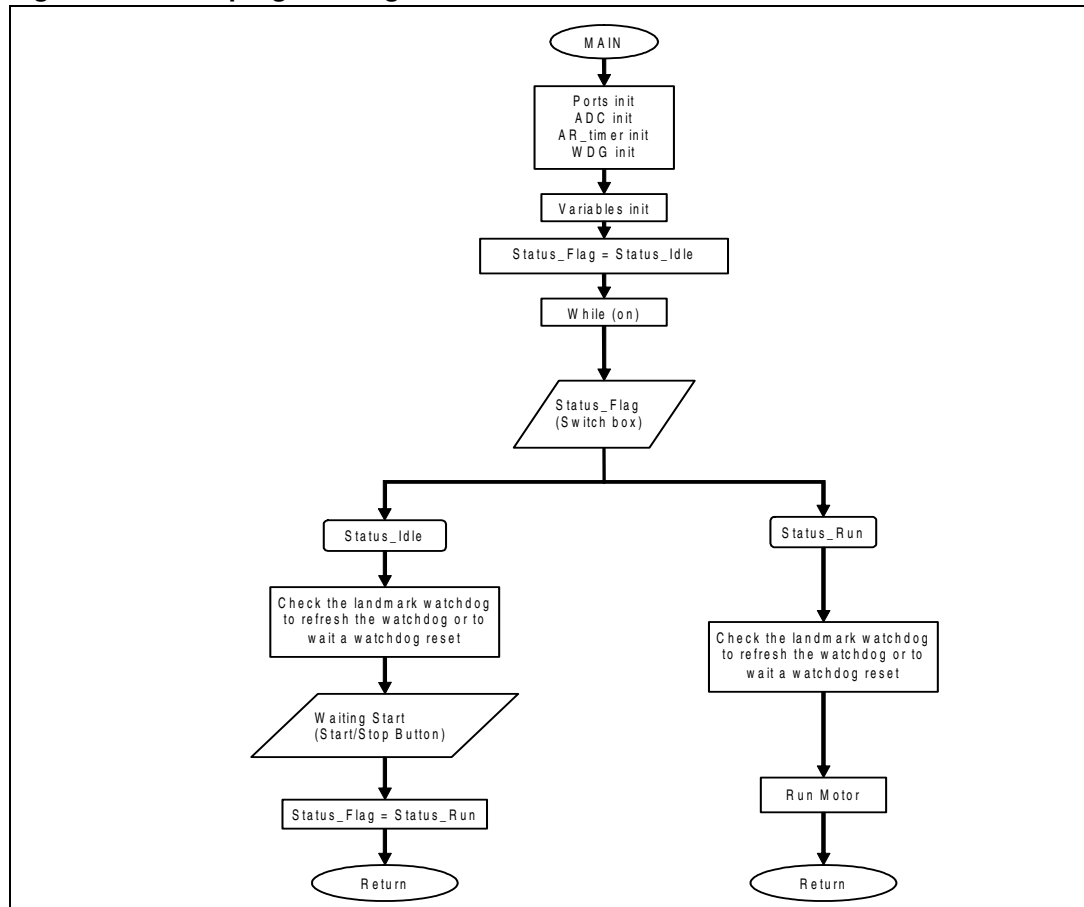 MAIN
Ports init
ADC init
AR_timer init
WDG init
Variables init
Status_Flag = Status_Idle
While (on)
Status_Flag
(Switch box)
Status_Idle
Check the landmark watchdog
to refresh the watchdog or to
wait a watchdog reset
Waiting Start
(Start/Stop Button)
Status_Flag = Status_Run
Return
Status_Run
Check the landmark watchdog
to refresh the watchdog or to
wait a watchdog reset
Run Motor
Return